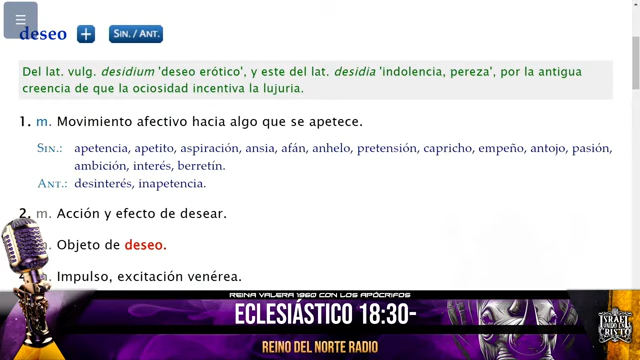 deseo + SIN. / ANT.
Del lat. vulg. desidium 'deseo erótico', y este del lat. desidia 'indolencia, pereza', por la antigua
creencia de que la ociosidad incentiva la lujuria.
1. m. Movimiento afectivo hacia algo que se apetece.
SIN.: apetencia, apetito, aspiración, ansia, afán, anhelo, pretensión, capricho, empeño, antojo, pasión,
ambición, interés, berretín.
ANT.: desinterés, inapetencia.
2. m. Acción y efecto de desear.
Objeto de deseo.
Impulso, excitación venérea.
REINA VALERA 1960 CON LOS APÓCRIFOS
ECLESIÁSTICO 18:30-
REINO DEL NORTE RADIO
ISRAEL
UNIDO EN
CRISTO